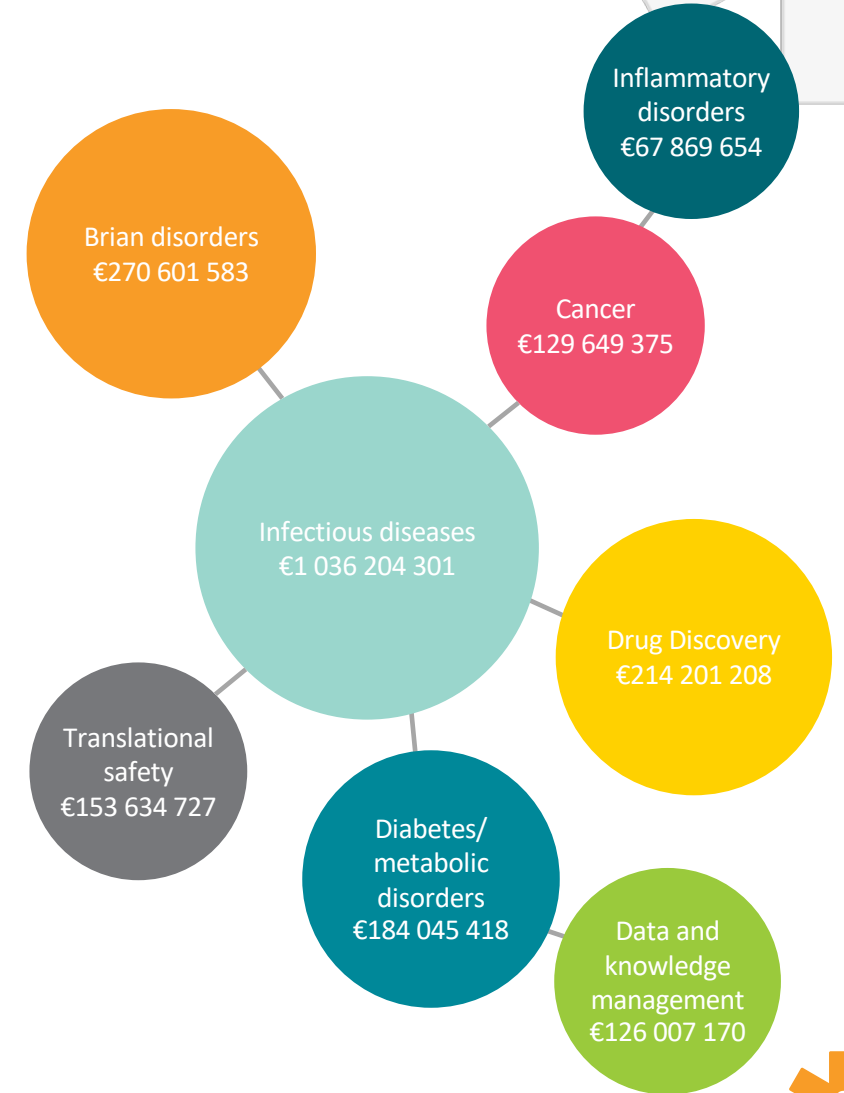 Inflammatory
disorders
€67 869 654
Brian disorders
€270 601 583
Cancer
€129 649 375
Infectious diseases
€1 036 204 301
Drug Discovery
€214 201 208
Translational
safety
€153 634 727
Diabetes/
metabolic
disorders
€184 045 418
Data and
knowledge
management
€126 007 170